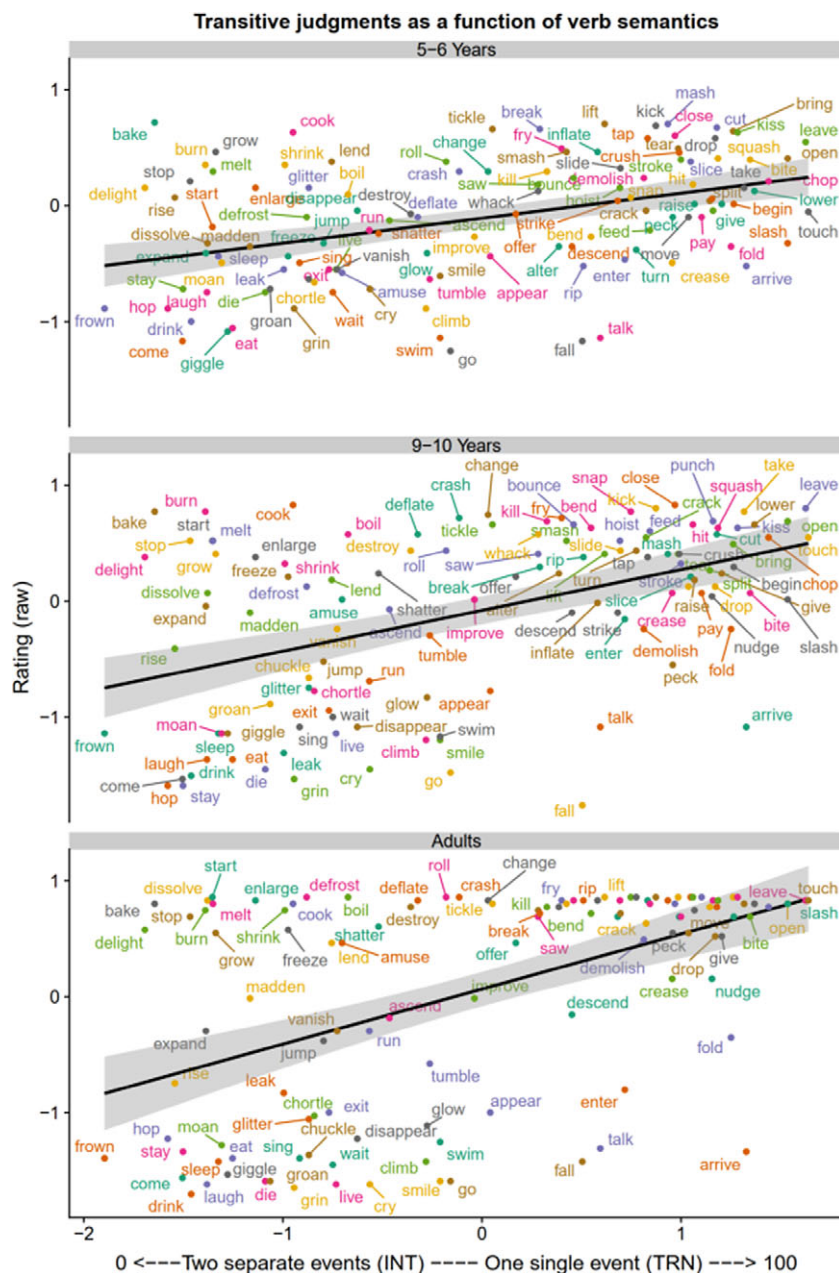 Transitive judgments as a function of verb semantics
5−6 Years
1
0
−1
bake
burn
grow
stop
melt
delight
rise
start
dissolve
madden
expand
stay
hop
laugh
frown
drink
come
giggle
eat
moan
die
groan
sleep
leak
defrost
freeze
enlarge
cook
shrink
lend
glitter
boil
disappear
jump
run
live
sing
exit
chortle
grin
wait
cry
amuse
vanish
shatter
destroy
deflate
roll
crash
change
tickle
break
fry
smash
saw
kill
bounce
whack
ascend
improve
offer
strike
glow
smile
tumble
climb
swim
go
appear
alter
bend
descend
rip
enter
fall
talk
lift
inflate
slide
demolish
hoist
crack
feed
peck
turn
move
crease
tap
kick
mash
close
tear
crush
drop
cut
kiss
bring
leave
slice
squash
open
take
bite
hit
snap
split
raise
give
pay
fold
begin
slash
arrive
chop
lower
touch
Rating (raw)
9−10 Years
1
0
−1
bake
burn
start
stop
melt
delight
grow
dissolve
expand
rise
madden
enlarge
freeze
defrost
cook
shrink
lend
boil
amuse
vanish
chuckle
jump
glitter
chortle
groan
exit
wait
sing
live
leak
grin
cry
frown
moan
giggle
sleep
laugh
drink
eat
come
die
hop
stay
run
tumble
glow
disappear
climb
smile
swim
go
appear
destroy
roll
deflate
crash
saw
tickle
change
shatter
ascend
break
offer
improve
kill
bounce
fry
smash
whack
bend
rip
alter
lift
slide
turn
descend
inflate
strike
enter
snap
kick
hoist
feed
mash
tap
close
crack
punch
squash
take
leave
lower
kiss
cut
open
touch
crush
bring
stroke
split
begin
chop
slice
crease
raise
drop
give
bite
pay
nudge
slash
demolish
fold
peck
talk
arrive
fall
Adults
1
0
−1
start
dissolve
enlarge
defrost
bake
stop
melt
cook
boil
delight
burn
grow
shrink
freeze
shatter
lend
amuse
deflate
destroy
roll
crash
tickle
change
kill
fry
rip
lift
break
saw
bend
crack
offer
demolish
peck
move
drop
give
leave
touch
slash
open
bite
crease
nudge
descend
fold
madden
expand
rise
vanish
jump
ascend
run
improve
tumble
leak
chortle
exit
glitter
chuckle
glow
disappear
appear
enter
talk
fall
arrive
frown
hop
moan
stay
eat
come
sleep
giggle
drink
laugh
die
sing
groan
grin
wait
live
cry
climb
smile
swim
go
−2
−1
0
1
0 <−−−Two separate events (INT) −−−− One single event (TRN)−−−> 100